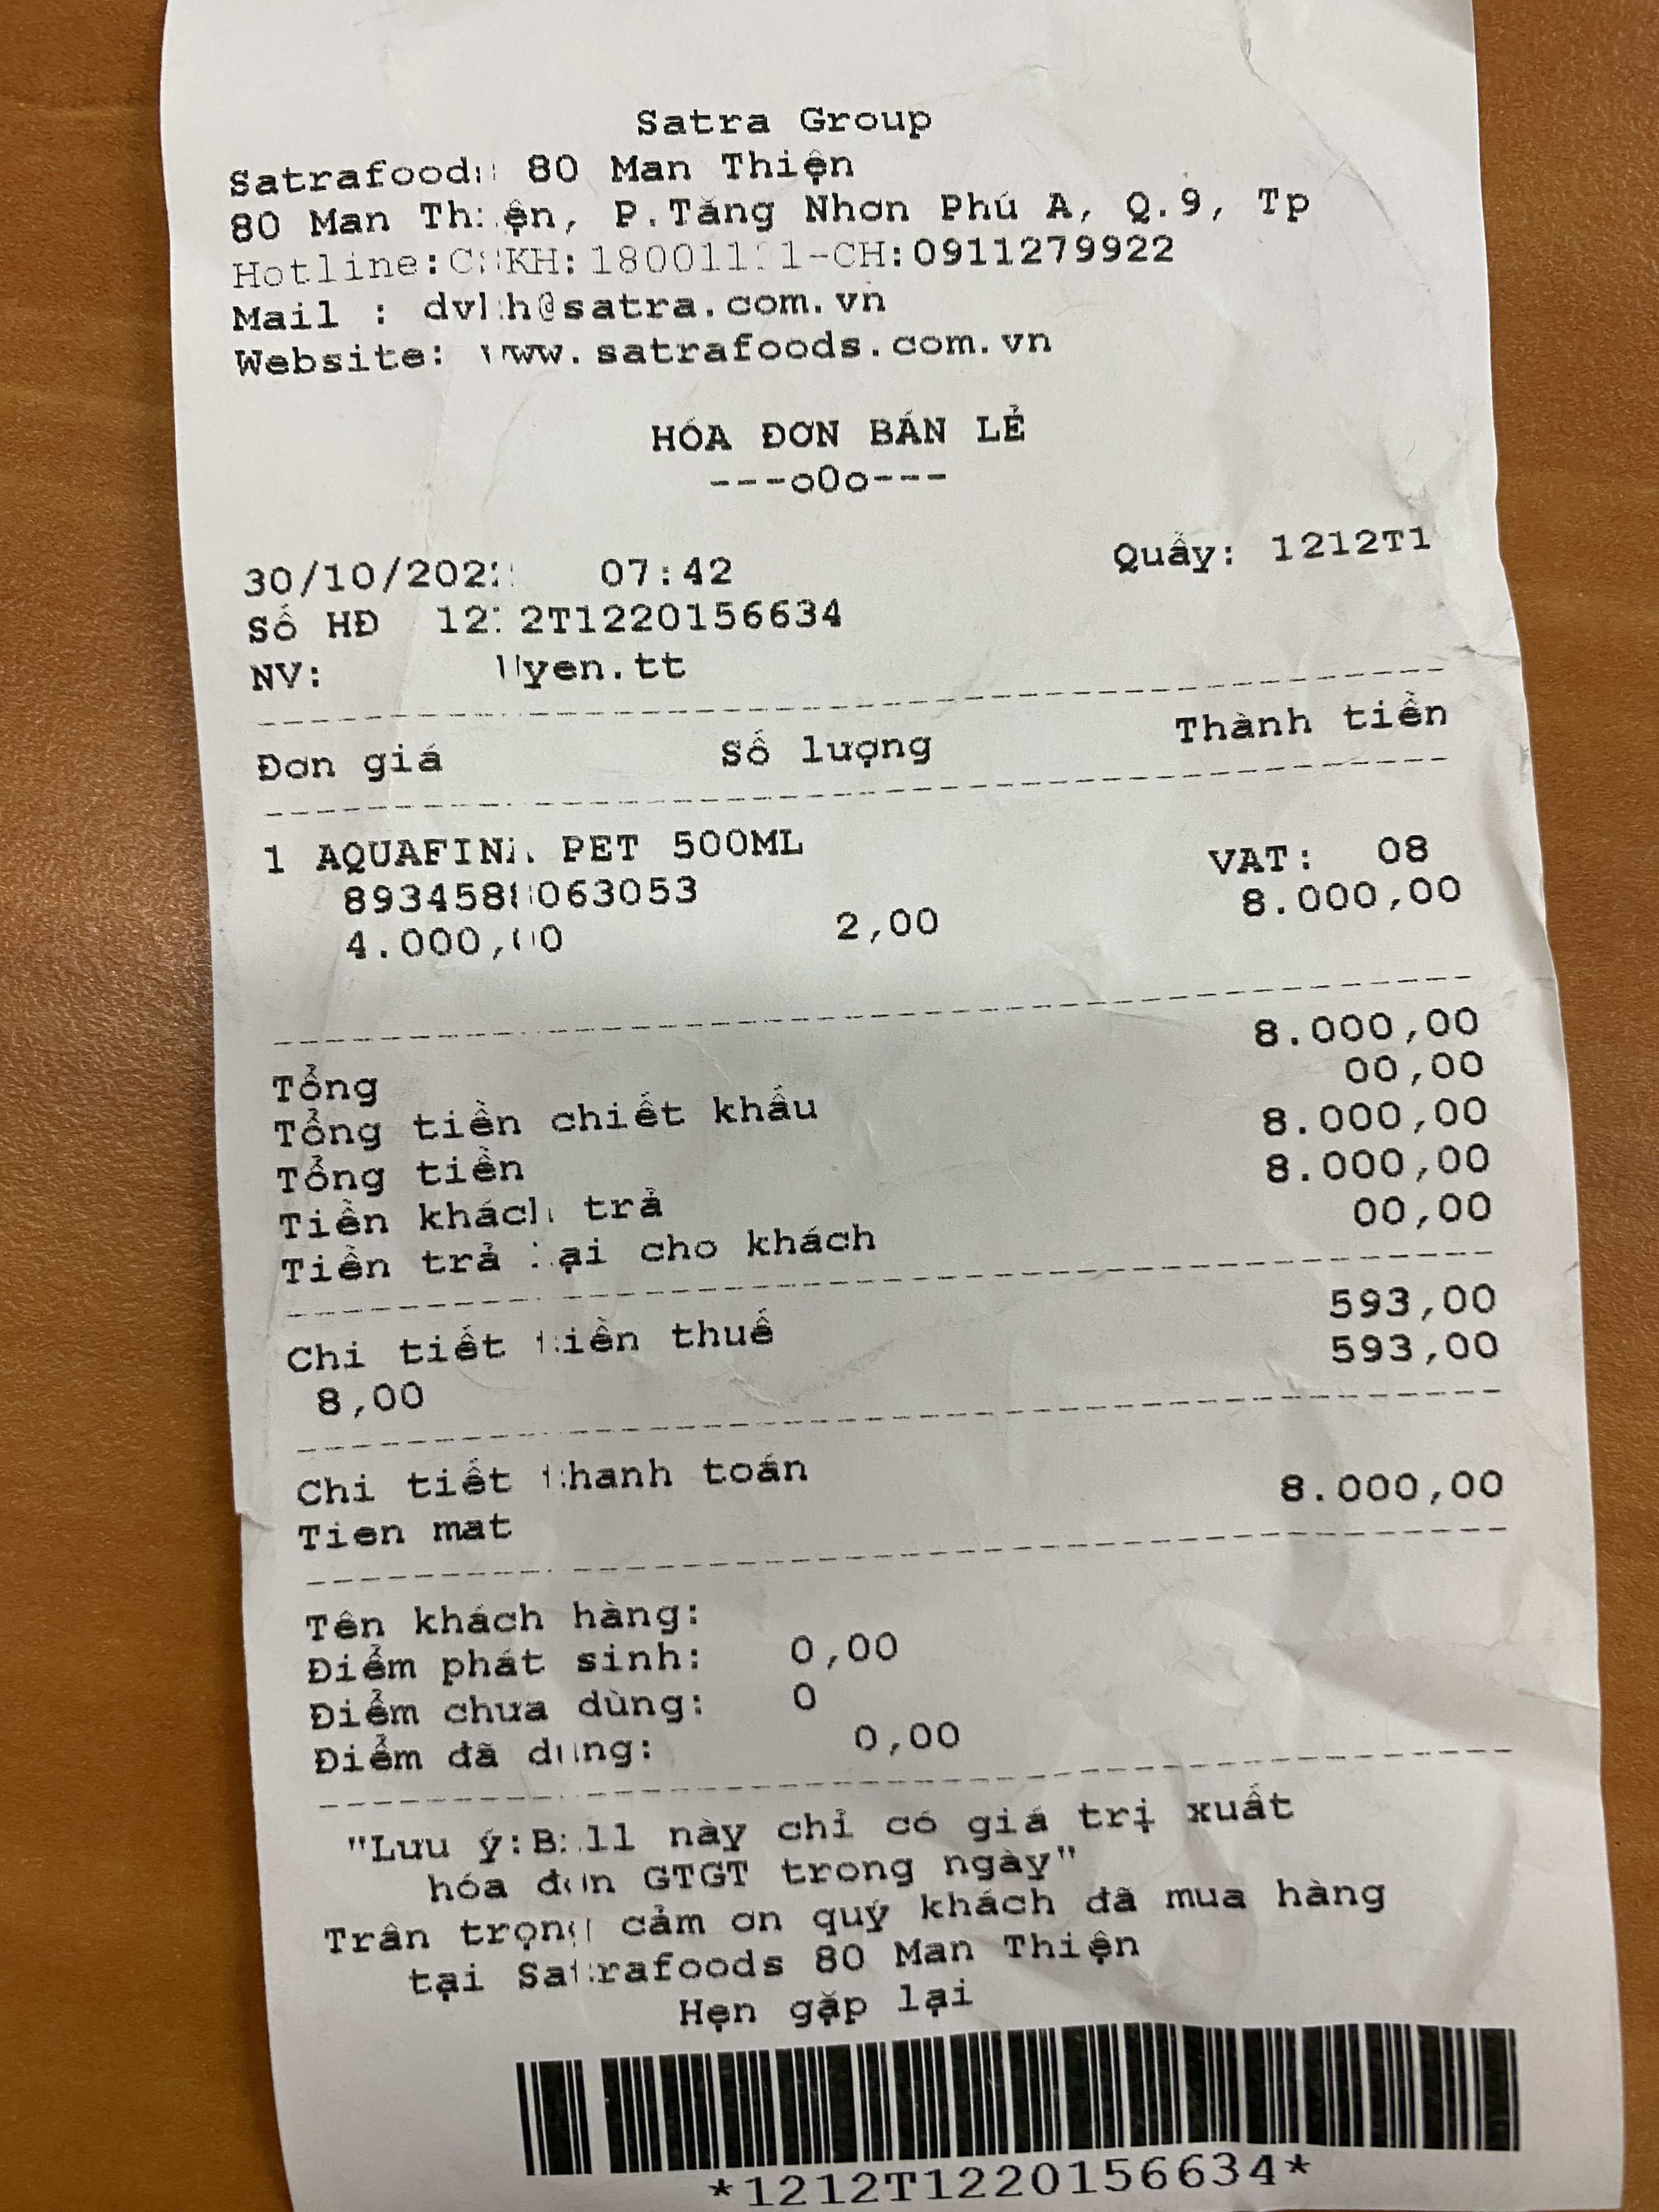 Satra Group
Satrafoods 80 Man Thiện
80 Man Thiện, P.Tăng Nhơn Phú A, Q.9, Tp
Hotline:CSKH:18001111-CH:0911279922
Mail : dvkh@satra.com.vn
Website: www.satrafoods.com.vn
HÓA ĐƠN BÁN LẺ
---o0o---
30/10/2022 07:42 Quầy: 1212T1
Số HĐ 1212T1220156634
NV:
Đơn giá Số lượng Thành tiền
1 AQUAFINA PET 500ML VAT: 08
8934588063053
4.000,00 2,00 8.000,00
Tổng 8.000,00
Tổng tiền chiết khấu 00,00
Tổng tiền 8.000,00
Tiền khách trả 8.000,00
Tiền trả lại cho khách 00,00
Chi tiết tiền thuế 593,00
8,00 593,00
Chi tiết thanh toán
Tien mat 8.000,00
Tên khách hàng:
Điểm phát sinh: 0,00
Điểm chưa dùng: 0
Điểm đã dùng: 0,00
"Lưu ý:Bill này chỉ có giá trị xuất
hóa đơn GTGT trong ngày"
Trân trọng cảm ơn quý khách đã mua hàng
tại Satrafoods 80 Man Thiện
Hẹn gặp lại
*1212T1220156634*